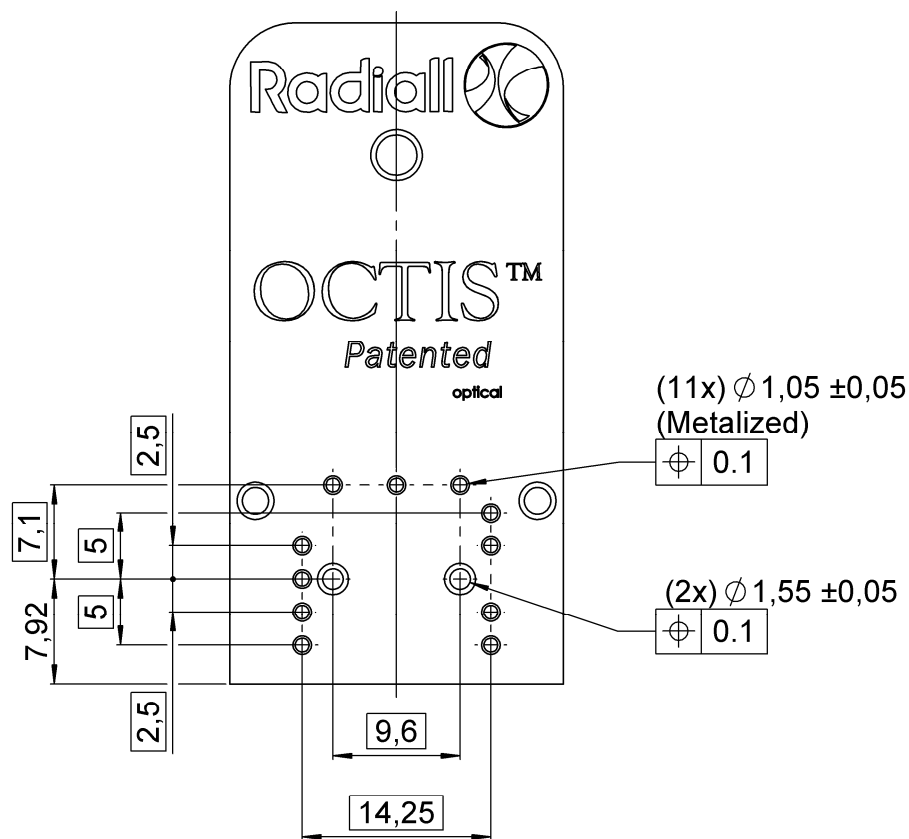 Radiall
OCTIS™
Patented
optical
(11x) ⌀ 1,05 ±0,05
(Metalized)
⌖ 0.1
2,5
7,1
5
5
7,92
2,5
(2x) ⌀ 1,55 ±0,05
⌖ 0.1
9,6
14,25